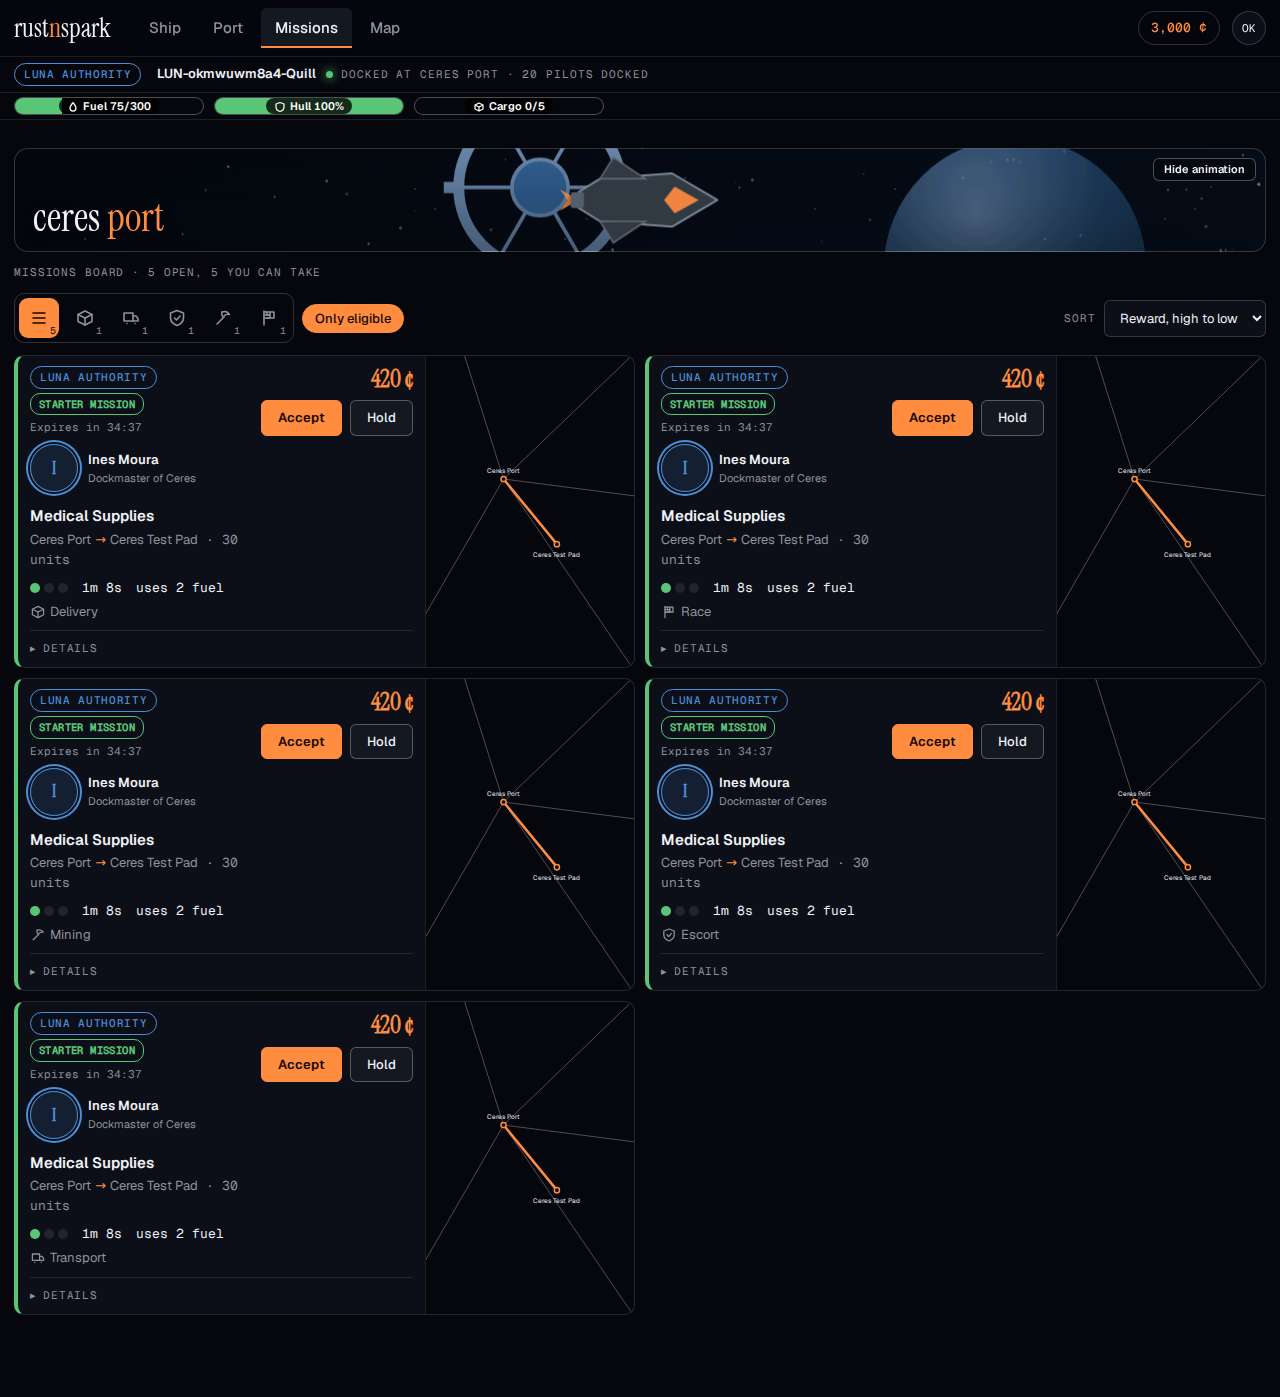 rustnspark
Ship Port Missions Map
3,000 ¢
OK
LUNA AUTHORITY
LUN-okmwuwm8a4-Quill
DOCKED AT CERES PORT · 20 PILOTS DOCKED
Fuel 75/300
Hull 100%
Cargo 0/5
Hide animation
ceres port
MISSIONS BOARD · 5 OPEN, 5 YOU CAN TAKE
5 1 1 1 1 1
Only eligible
SORT
Reward, high to low
LUNA AUTHORITY
420 ¢
STARTER MISSION
Accept Hold
Expires in 34:37
I
Ines Moura
Dockmaster of Ceres
Medical Supplies
Ceres Port → Ceres Test Pad · 30
units
1m 8s uses 2 fuel
Delivery
▸ DETAILS
Ceres Port
Ceres Test Pad
LUNA AUTHORITY
420 ¢
STARTER MISSION
Accept Hold
Expires in 34:37
I
Ines Moura
Dockmaster of Ceres
Medical Supplies
Ceres Port → Ceres Test Pad · 30
units
1m 8s uses 2 fuel
Race
▸ DETAILS
Ceres Port
Ceres Test Pad
LUNA AUTHORITY
420 ¢
STARTER MISSION
Accept Hold
Expires in 34:37
I
Ines Moura
Dockmaster of Ceres
Medical Supplies
Ceres Port → Ceres Test Pad · 30
units
1m 8s uses 2 fuel
Mining
▸ DETAILS
Ceres Port
Ceres Test Pad
LUNA AUTHORITY
420 ¢
STARTER MISSION
Accept Hold
Expires in 34:37
I
Ines Moura
Dockmaster of Ceres
Medical Supplies
Ceres Port → Ceres Test Pad · 30
units
1m 8s uses 2 fuel
Escort
▸ DETAILS
Ceres Port
Ceres Test Pad
LUNA AUTHORITY
420 ¢
STARTER MISSION
Accept Hold
Expires in 34:37
I
Ines Moura
Dockmaster of Ceres
Medical Supplies
Ceres Port → Ceres Test Pad · 30
units
1m 8s uses 2 fuel
Transport
▸ DETAILS
Ceres Port
Ceres Test Pad